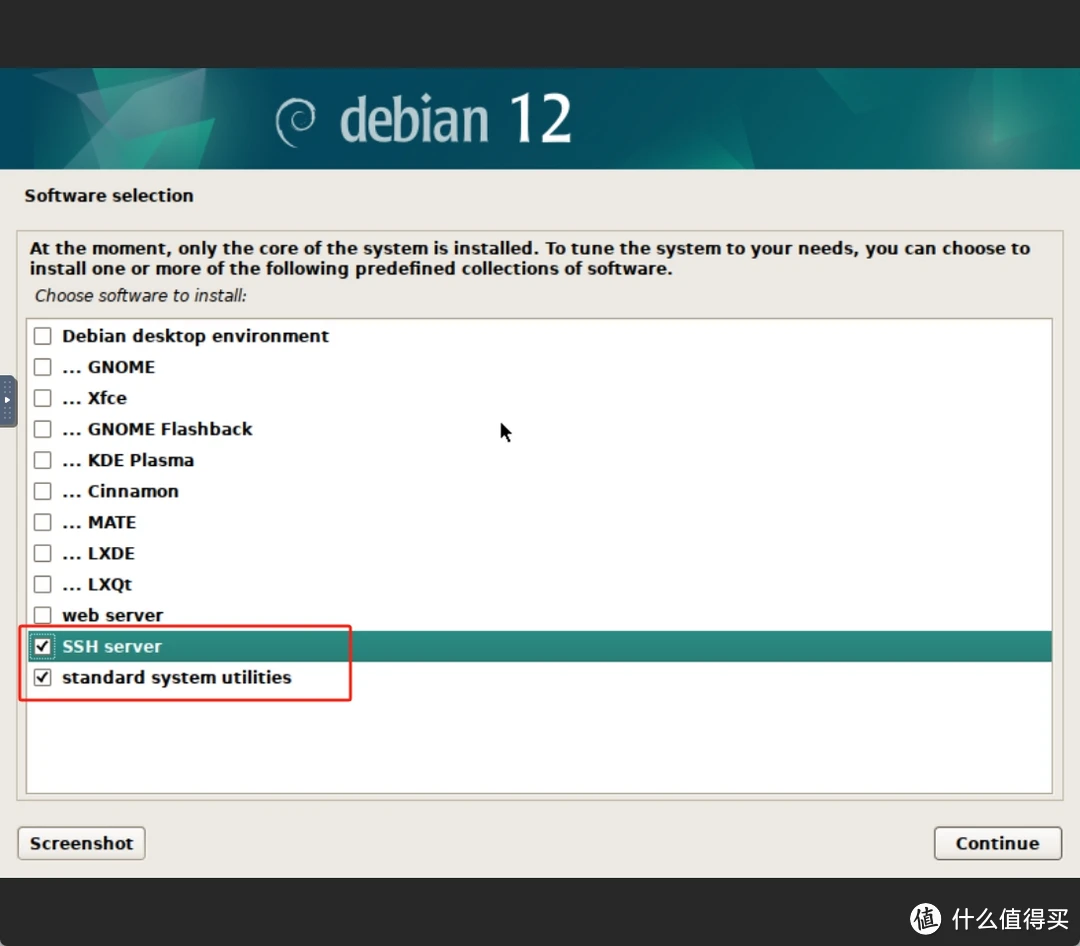 debian 12
Software selection
At the moment, only the core of the system is installed. To tune the system to your needs, you can choose to
install one or more of the following predefined collections of software.
Choose software to install:
Debian desktop environment
... GNOME
... Xfce
... GNOME Flashback
... KDE Plasma
... Cinnamon
... MATE
... LXDE
... LXQt
web server
SSH server
standard system utilities
Screenshot
Continue
值 什么值得买